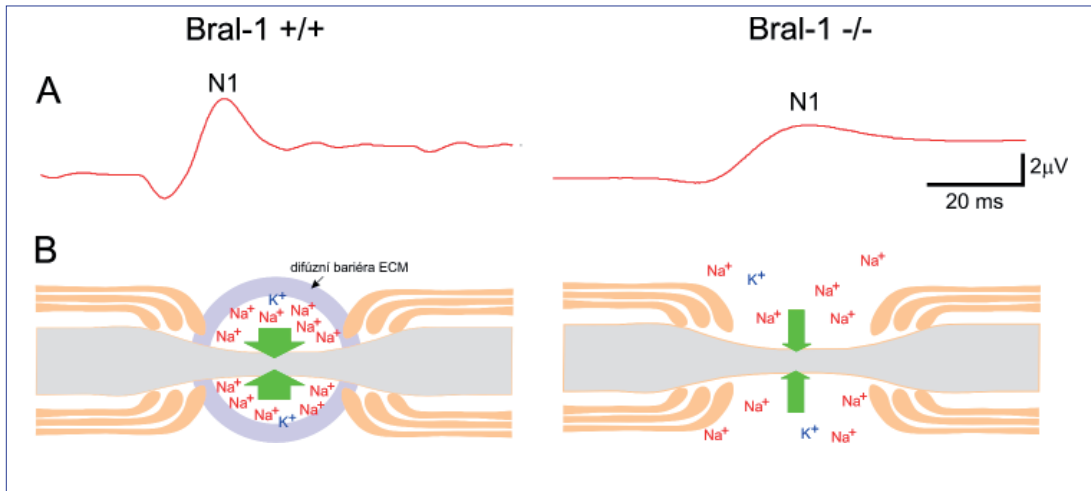 Bral-1 +/+ Bral-1 -/-
A
N1 N1
2µV
20 ms
B
difúzní bariéra ECM
Na⁺ Na⁺
K⁺ K⁺
Na⁺ Na⁺ Na⁺
Na⁺ Na⁺
Na⁺ Na⁺ Na⁺ Na⁺
Na⁺ Na⁺
Na⁺ Na⁺ Na⁺ Na⁺
Na⁺ Na⁺
K⁺ Na⁺ K⁺ Na⁺